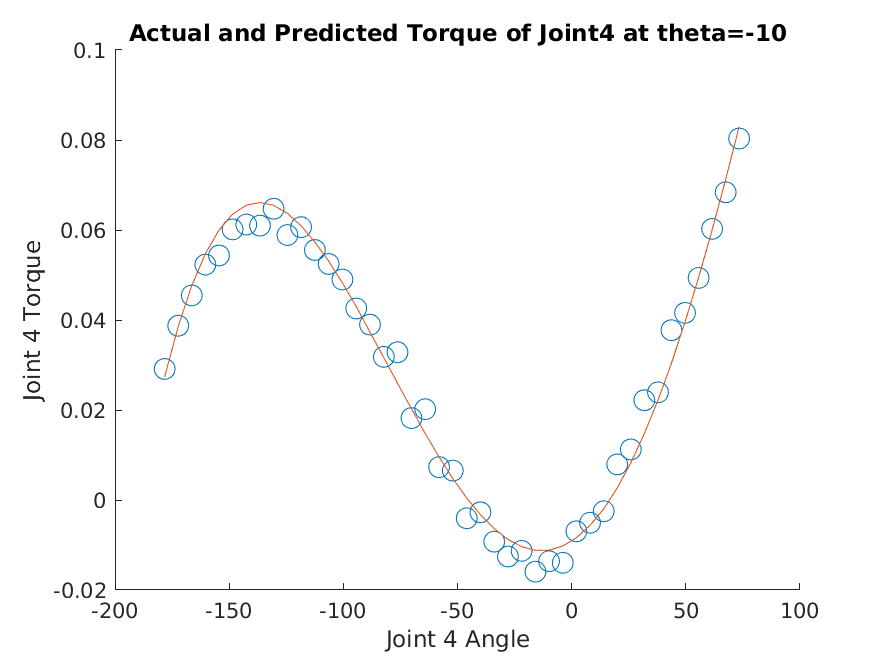 Actual and Predicted Torque of Joint4 at theta=-10
0.1
0.08
0.06
0.04
0.02
0
-0.02
Joint 4 Torque
-200 -150 -100 -50 0 50 100
Joint 4 Angle